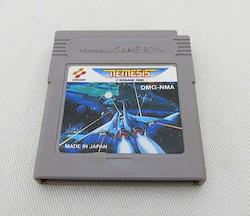 Nintendo GAME BOY
KONAMI
NEMESIS
© KONAMI 1990
DMG-NMA
MADE IN JAPAN